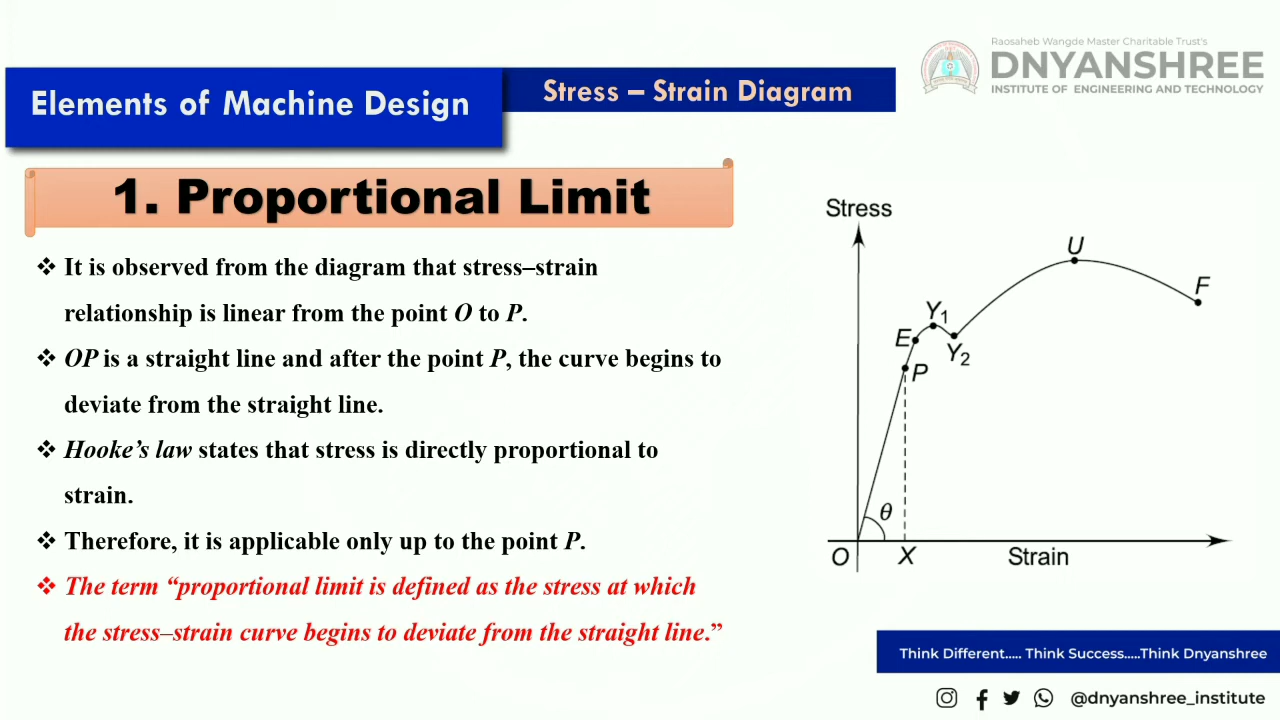 Raosaheb Wangde Master Charitable Trust's
DNYANSHREE
INSTITUTE OF ENGINEERING AND TECHNOLOGY
Elements of Machine Design
Stress – Strain Diagram
1. Proportional Limit
❖ It is observed from the diagram that stress–strain
relationship is linear from the point O to P.
❖ OP is a straight line and after the point P, the curve begins to
deviate from the straight line.
❖ Hooke’s law states that stress is directly proportional to
strain.
❖ Therefore, it is applicable only up to the point P.
❖ The term “proportional limit is defined as the stress at which
the stress–strain curve begins to deviate from the straight line.”
Stress
U
F
Y1
E
Y2
P
θ
O
X
Strain
Think Different..... Think Success.....Think Dnyanshree
@dnyanshree_institute